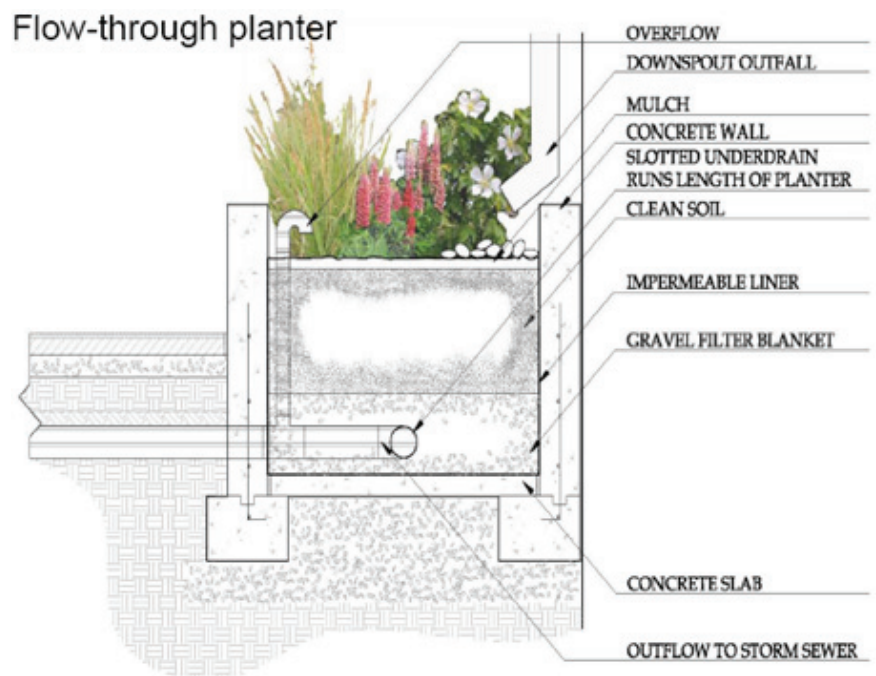 Flow-through planter
OVERFLOW
DOWNSPOUT OUTFALL
MULCH
CONCRETE WALL
SLOTTED UNDERDRAIN
RUNS LENGTH OF PLANTER
CLEAN SOIL
IMPERMEABLE LINER
GRAVEL FILTER BLANKET
CONCRETE SLAB
OUTFLOW TO STORM SEWER